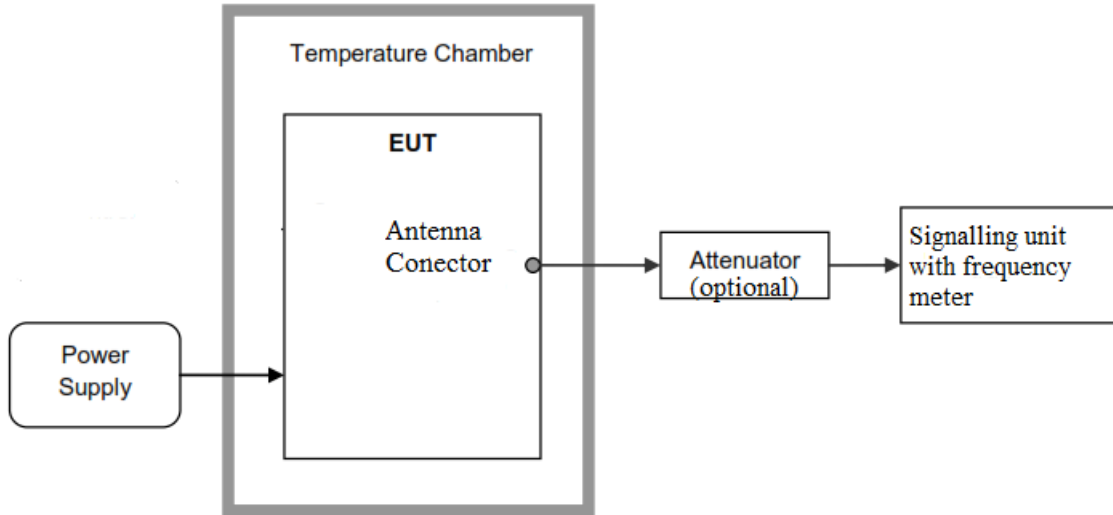 Temperature Chamber
EUT
Antenna
Conector
Attenuator
(optional)
Signalling unit
with frequency
meter
Power
Supply